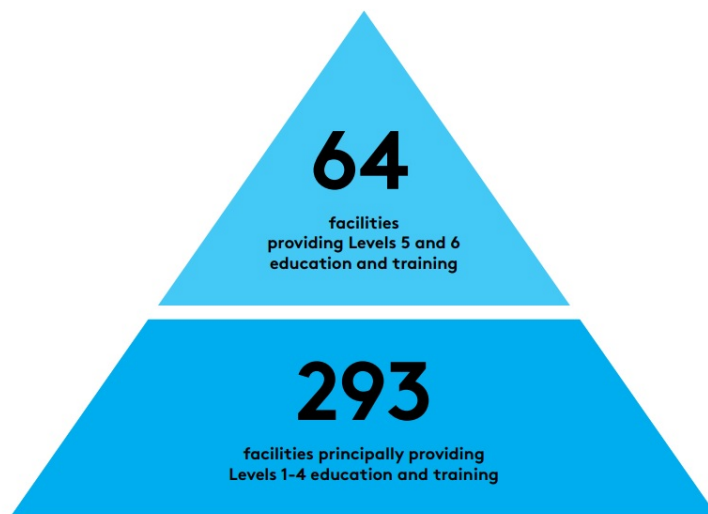 64
facilities
providing Levels 5 and 6
education and training
293
facilities principally providing
Levels 1-4 education and training